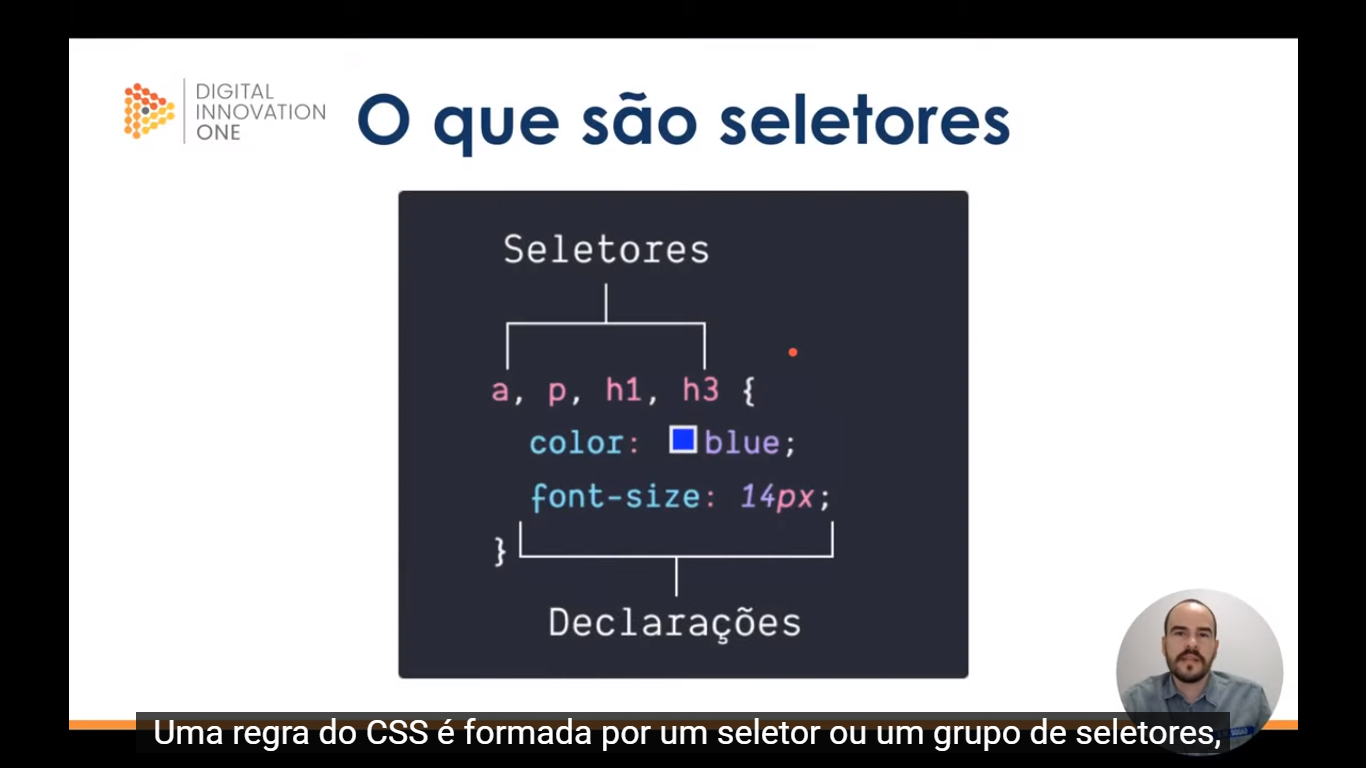 DIGITAL
INNOVATION
ONE
O que são seletores
Seletores
a, p, h1, h3 {
color: blue;
font-size: 14px;
}
Declarações
Uma regra do CSS é formada por um seletor ou um grupo de seletores,